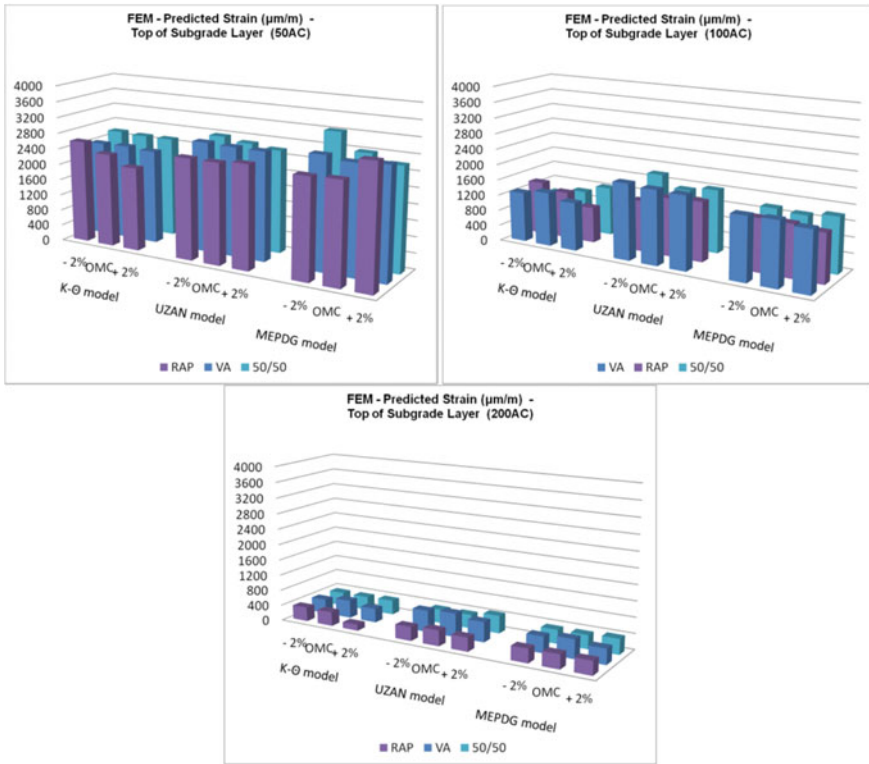 FEM - Predicted Strain (µm/m) -
Top of Subgrade Layer (50AC)
4000
3600
3200
2800
2400
2000
1600
1200
800
400
0
- 2% OMC + 2%
- 2% OMC + 2%
- 2% OMC + 2%
K-Θ model
UZAN model
MEPDG model
RAP VA 50/50
FEM - Predicted Strain (µm/m) -
Top of Subgrade Layer (100AC)
4000
3600
3200
2800
2400
2000
1600
1200
800
400
0
- 2% OMC + 2%
- 2% OMC + 2%
- 2% OMC + 2%
K-Θ model
UZAN model
MEPDG model
VA RAP 50/50
FEM - Predicted Strain (µm/m) -
Top of Subgrade Layer (200AC)
4000
3600
3200
2800
2400
2000
1600
1200
800
400
0
- 2% OMC + 2%
- 2% OMC + 2%
- 2% OMC + 2%
K-Θ model
UZAN model
MEPDG model
RAP VA 50/50